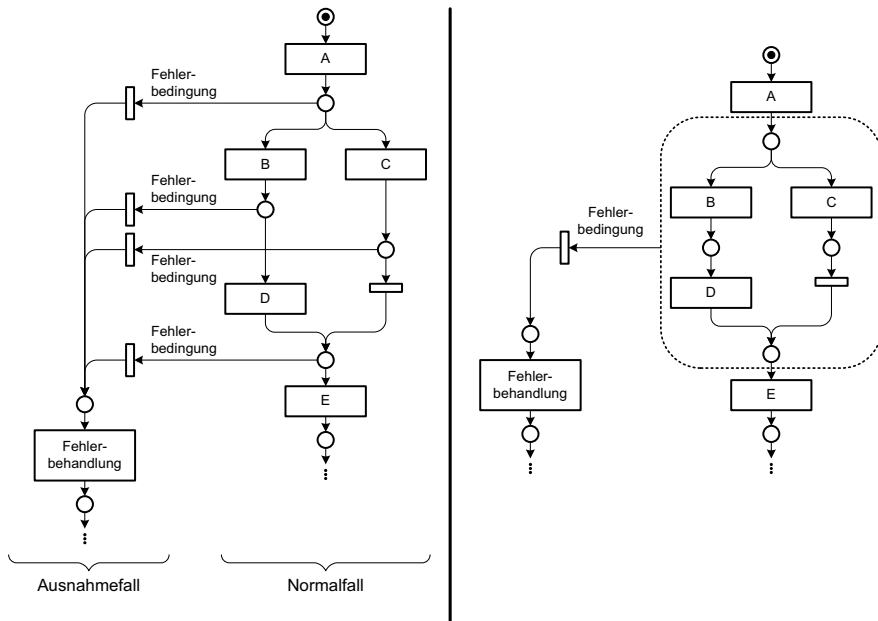 A
Fehler-
bedingung
B
C
Fehler-
bedingung
Fehler-
bedingung
D
Fehler-
bedingung
E
Fehler-
behandlung
Ausnahmefall
Normalfall
A
B
C
Fehler-
bedingung
D
Fehler-
behandlung
E